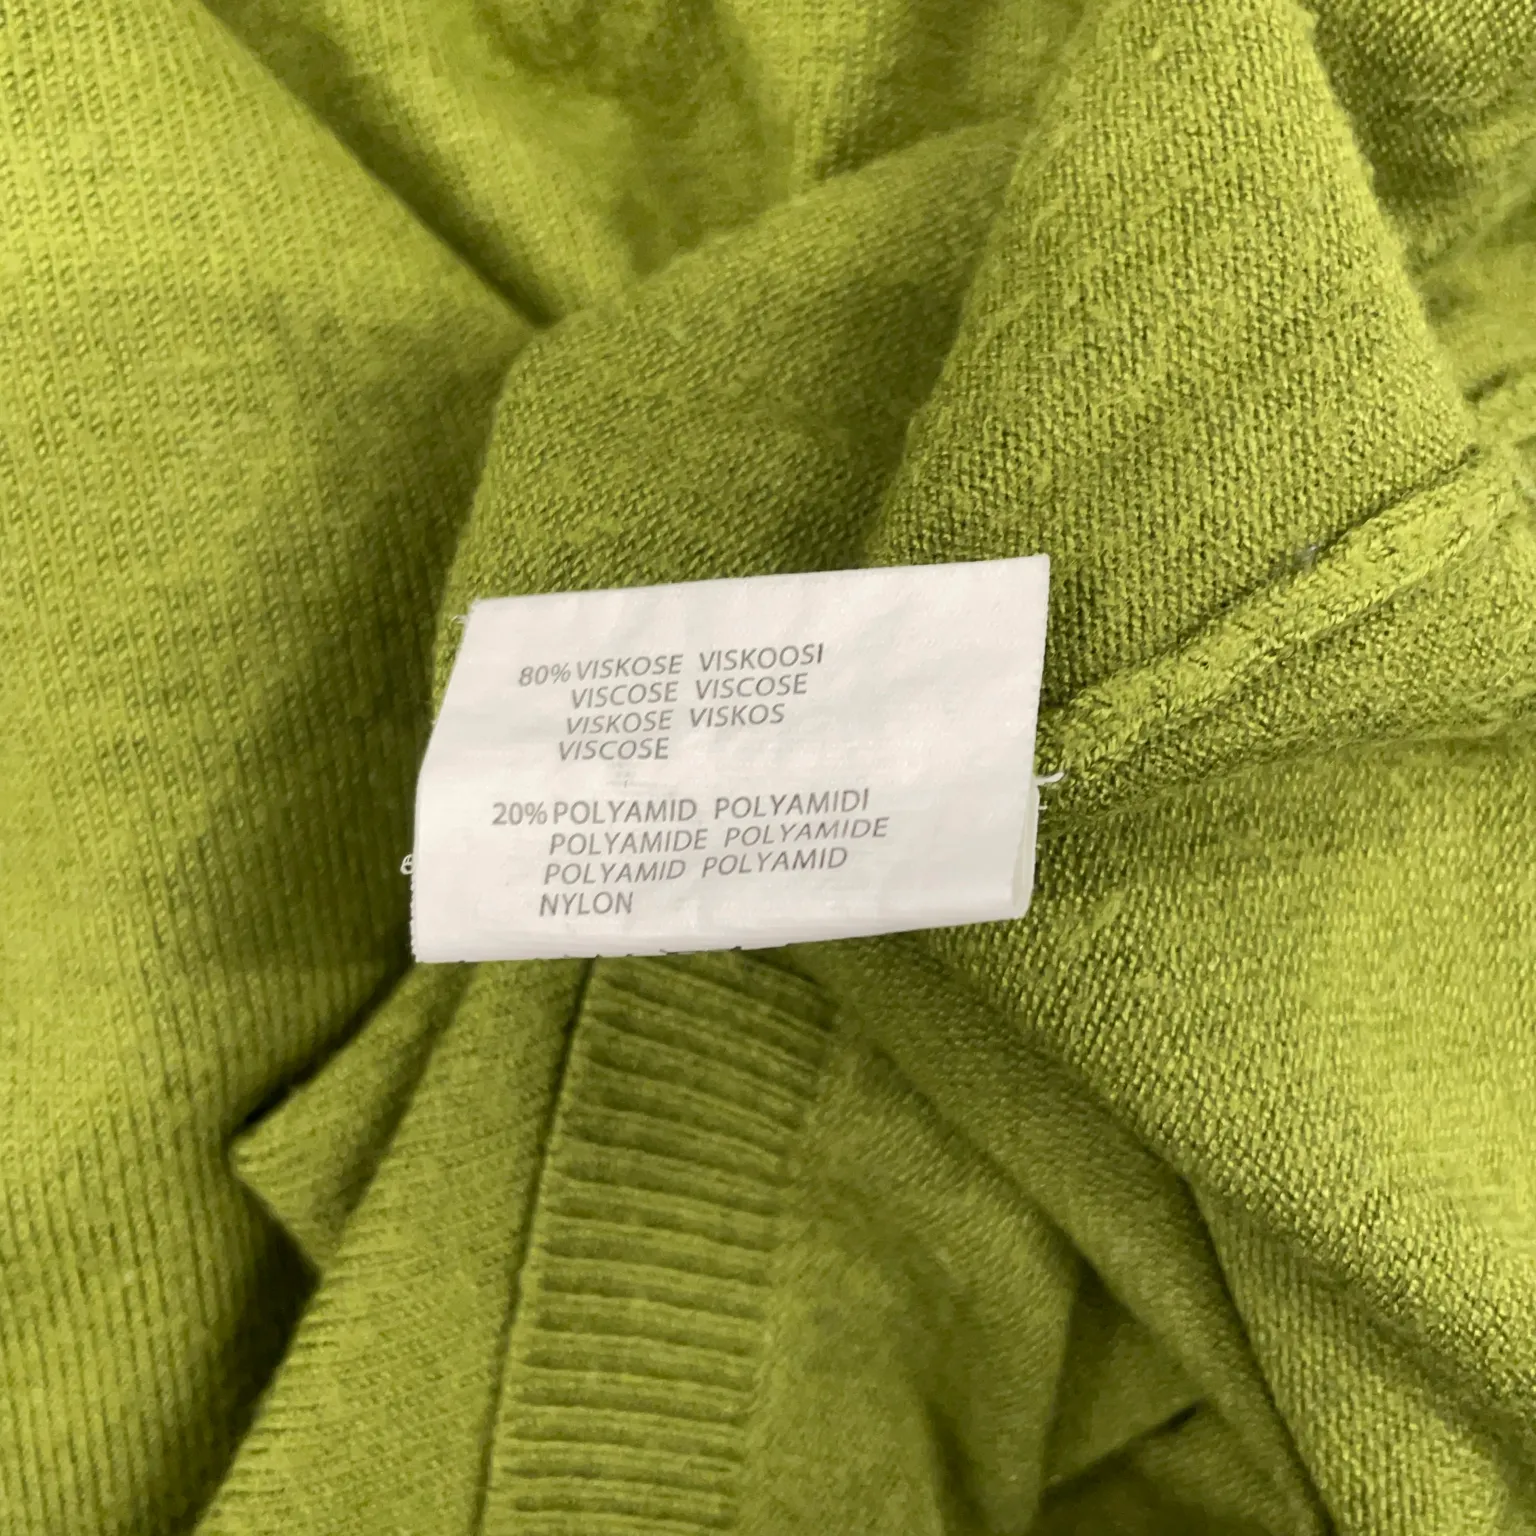 80% VISKOSE VISKOOSI
VISCOSE VISCOSE
VISKOSE VISKOS
VISCOSE
20% POLYAMID POLYAMIDI
POLYAMIDE POLYAMIDE
POLYAMID POLYAMID
NYLON